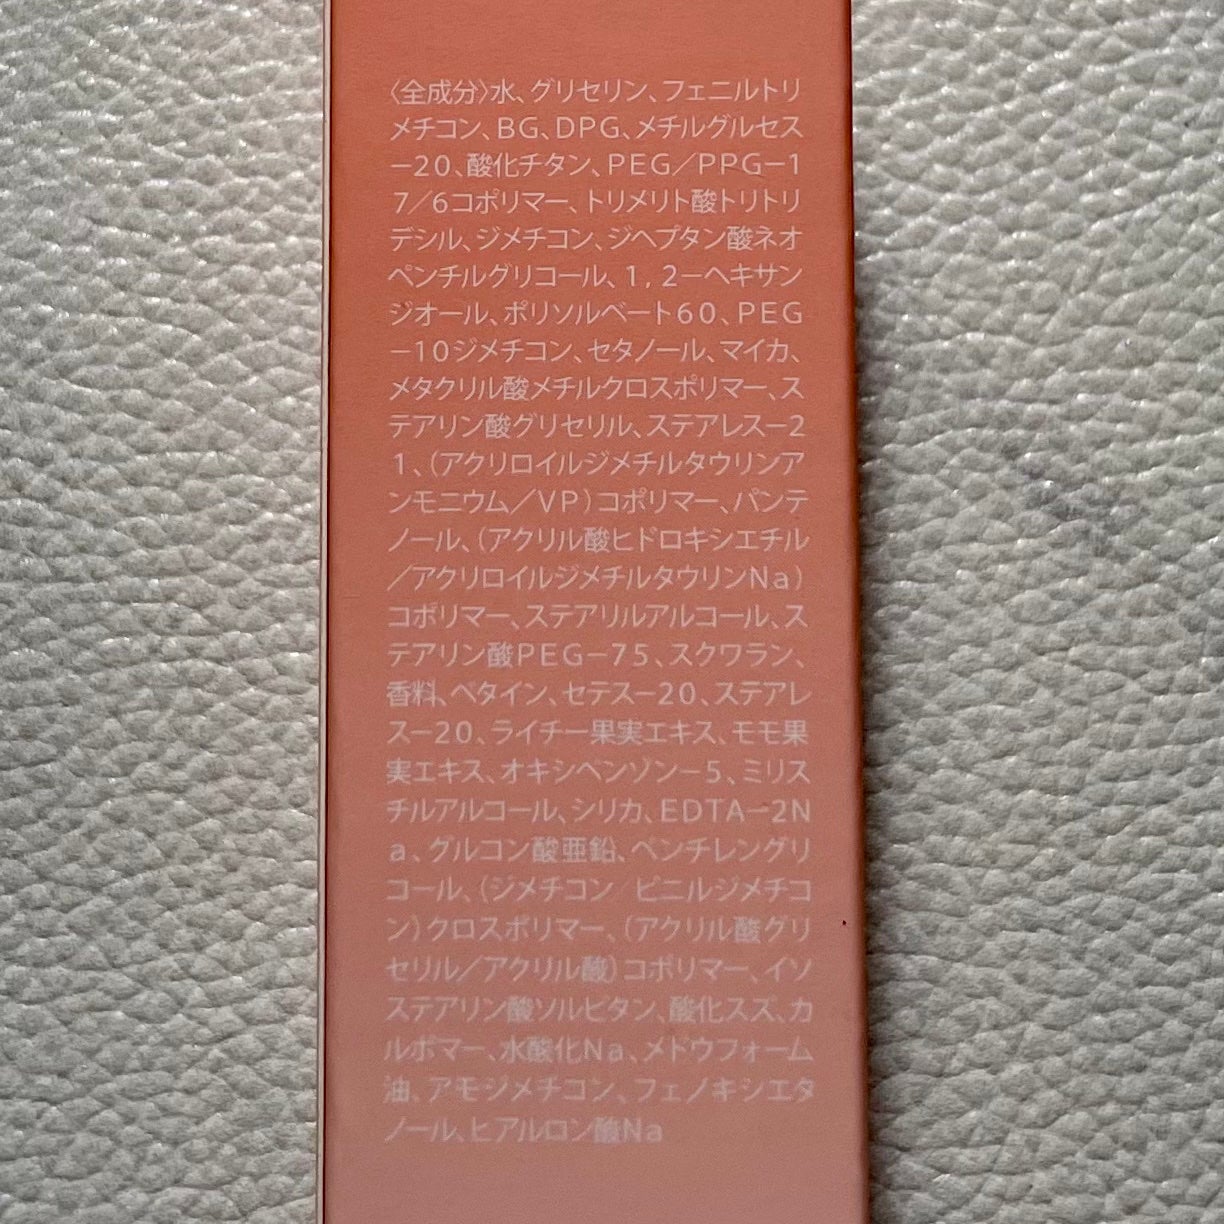 〈全成分〉水、グリセリン、フェニルトリ
メチコン、BG、DPG、メチルグルセス
－20、酸化チタン、PEG／PPG－1
7／6コポリマー、トリメリト酸トリトリ
デシル、ジメチコン、ジヘプタン酸ネオ
ペンチルグリコール、1，2－ヘキサン
ジオール、ポリソルベート60、PEG
－10ジメチコン、セタノール、マイカ、
メタクリル酸メチルクロスポリマー、ス
テアリン酸グリセリル、ステアレス－2
1、（アクリロイルジメチルタウリンア
ンモニウム／VP）コポリマー、パンテ
ノール、（アクリル酸ヒドロキシエチル
／アクリロイルジメチルタウリンNa）
コポリマー、ステアリルアルコール、ス
テアリン酸PEG－75、スクワラン、
香料、ベタイン、セテス－20、ステアレ
ス－20、ライチー果実エキス、モモ果
実エキス、オキシベンゾン－5、ミリス
チルアルコール、シリカ、EDTA－2N
a、グルコン酸亜鉛、ペンチレングリ
コール、（ジメチコン／ビニルジメチコ
ン）クロスポリマー、（アクリル酸グリ
セリル／アクリル酸）コポリマー、イソ
ステアリン酸ソルビタン、酸化スズ、カ
ルボマー、水酸化Na、メドウフォーム
油、アモジメチコン、フェノキシエタ
ノール、ヒアルロン酸Na